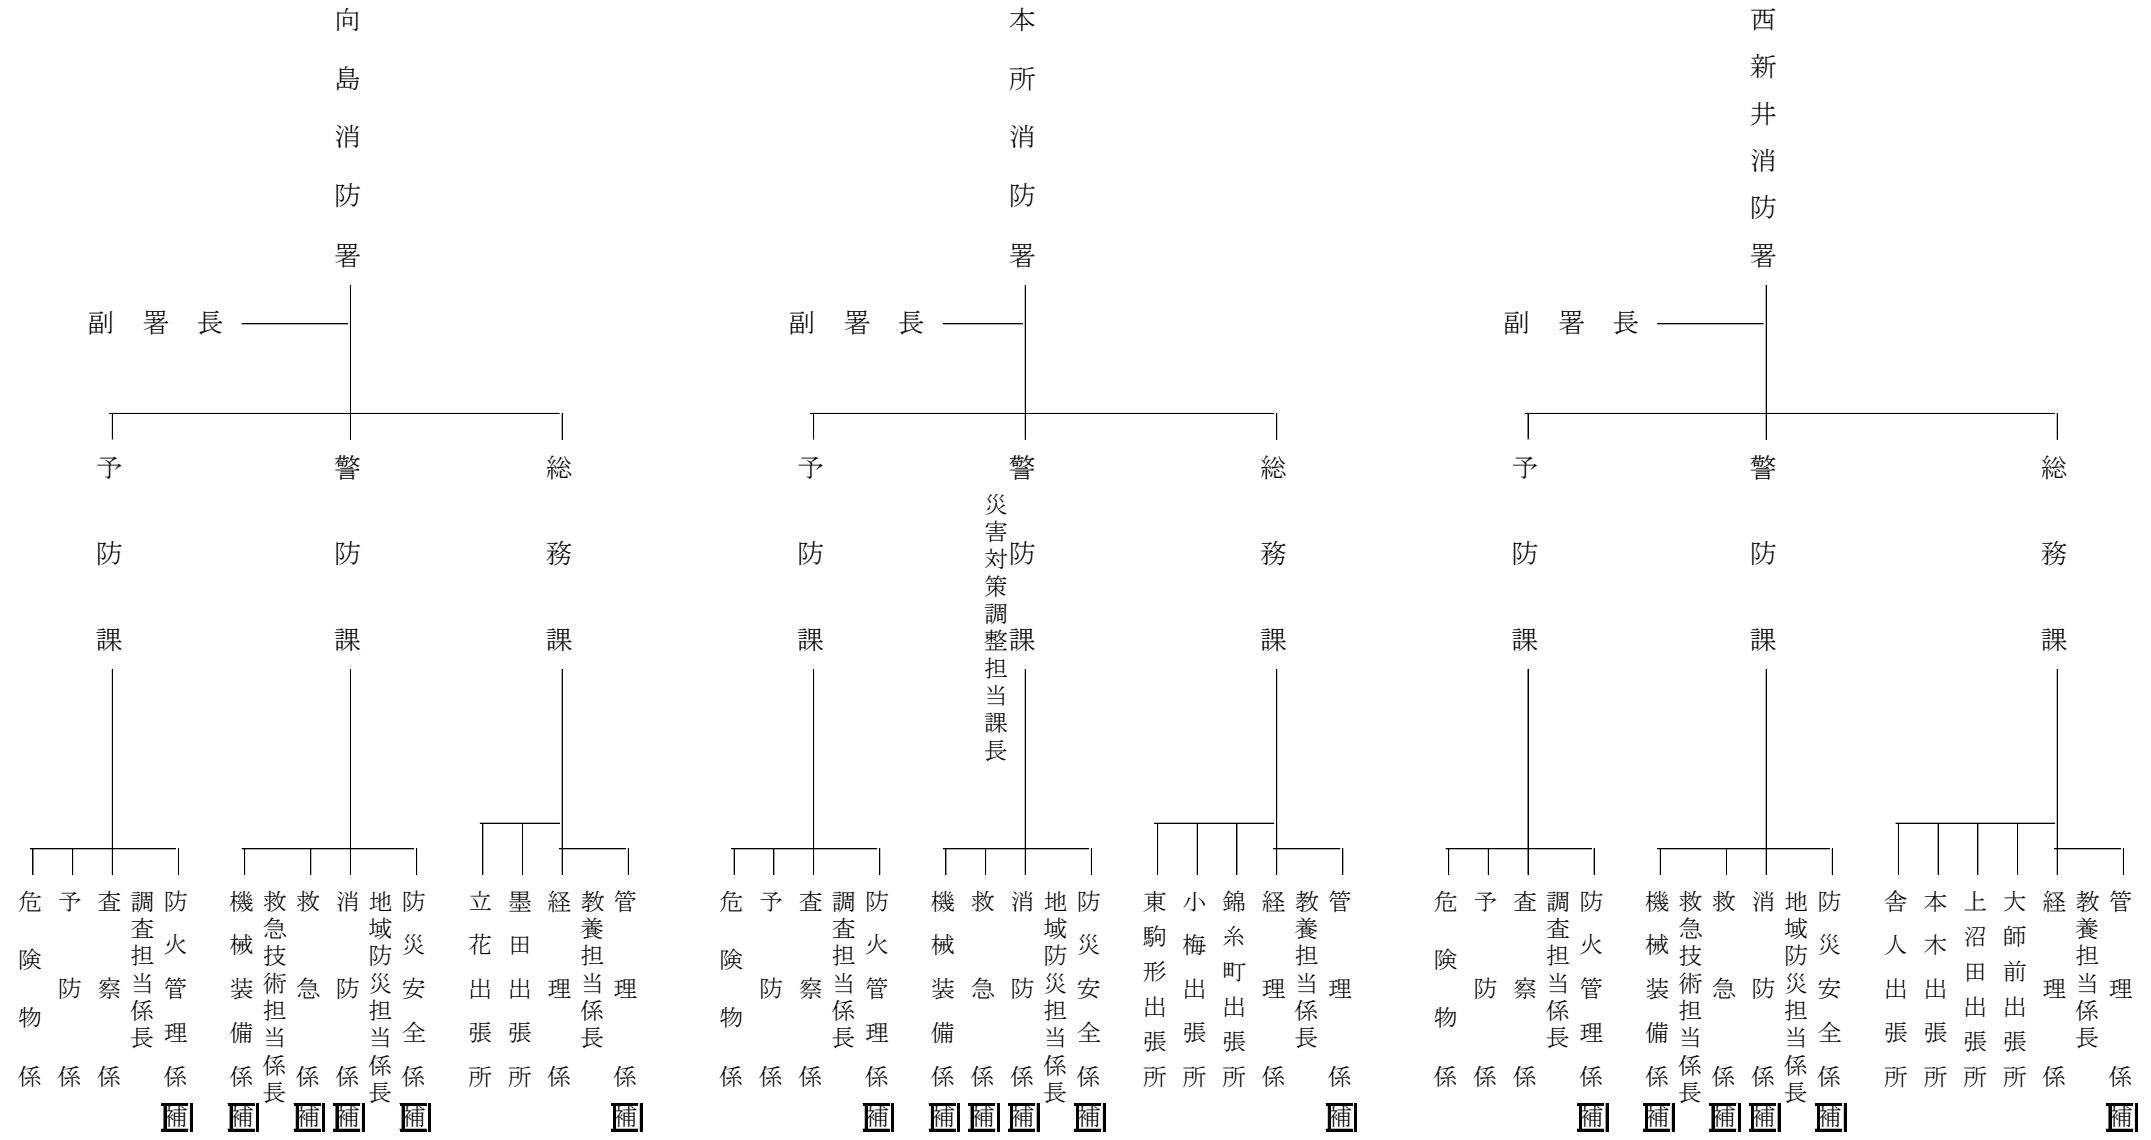 西新井消防署
副署長
総務課
管理係 補
教養担当係長
経理係
大師前出張所
上沼田出張所
本木出張所
舎人出張所
警防課
防災安全係 補
地域防災担当係長
消防係 補
救急係 補
救急技術担当係長
機械装備係 補
予防課
防火管理係 補
調査担当係長
査察係
予防係
危険物係
本所消防署
副署長
総務課
管理係 補
教養担当係長
経理係
錦糸町出張所
小梅出張所
東駒形出張所
警防課
災害対策調整担当課長
防災安全係 補
地域防災担当係長
消防係 補
救急係 補
機械装備係 補
予防課
防火管理係 補
調査担当係長
査察係
予防係
危険物係
向島消防署
副署長
総務課
管理係 補
教養担当係長
経理係
墨田出張所
立花出張所
警防課
防災安全係 補
地域防災担当係長
消防係 補
救急係 補
救急技術担当係長
機械装備係 補
予防課
防火管理係 補
調査担当係長
査察係
予防係
危険物係